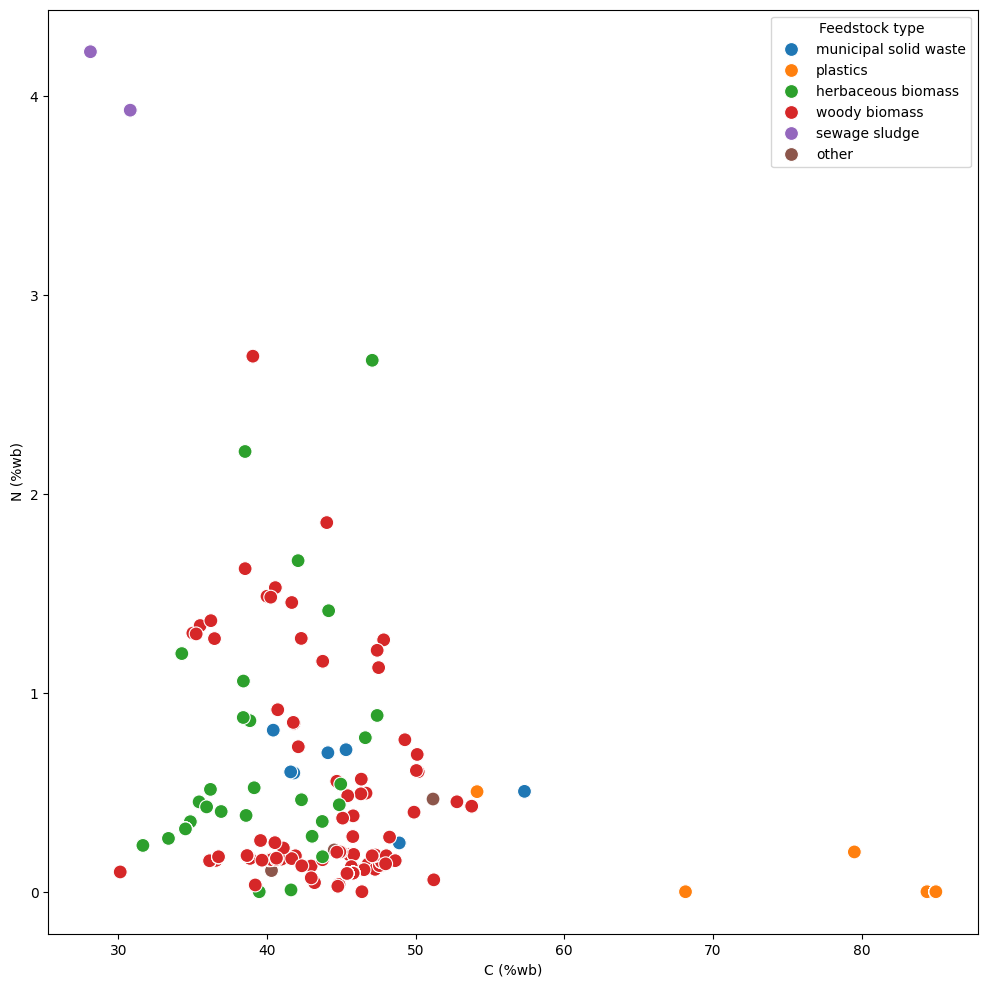 Feedstock type
municipal solid waste
plastics
herbaceous biomass
woody biomass
sewage sludge
other
4
3
2
1
0
N (%wb)
30 40 50 60 70 80
C (%wb)